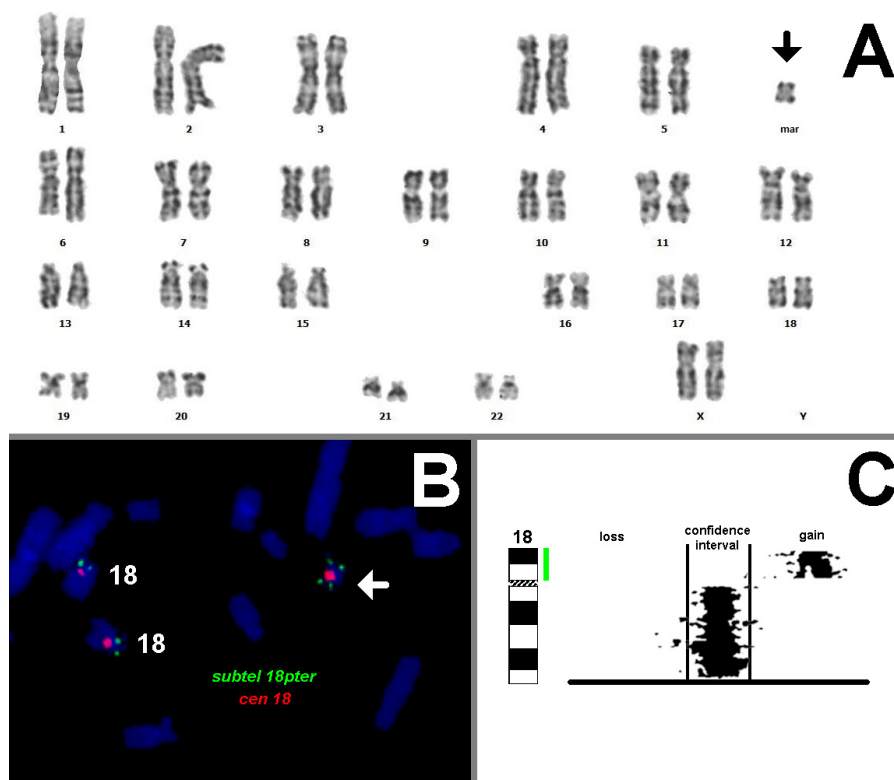 A
1 2 3 4 5 mar
6 7 8 9 10 11 12
13 14 15 16 17 18
19 20 21 22 X Y
B
18
18
subtel 18pter
cen 18
C
18 loss confidence interval gain